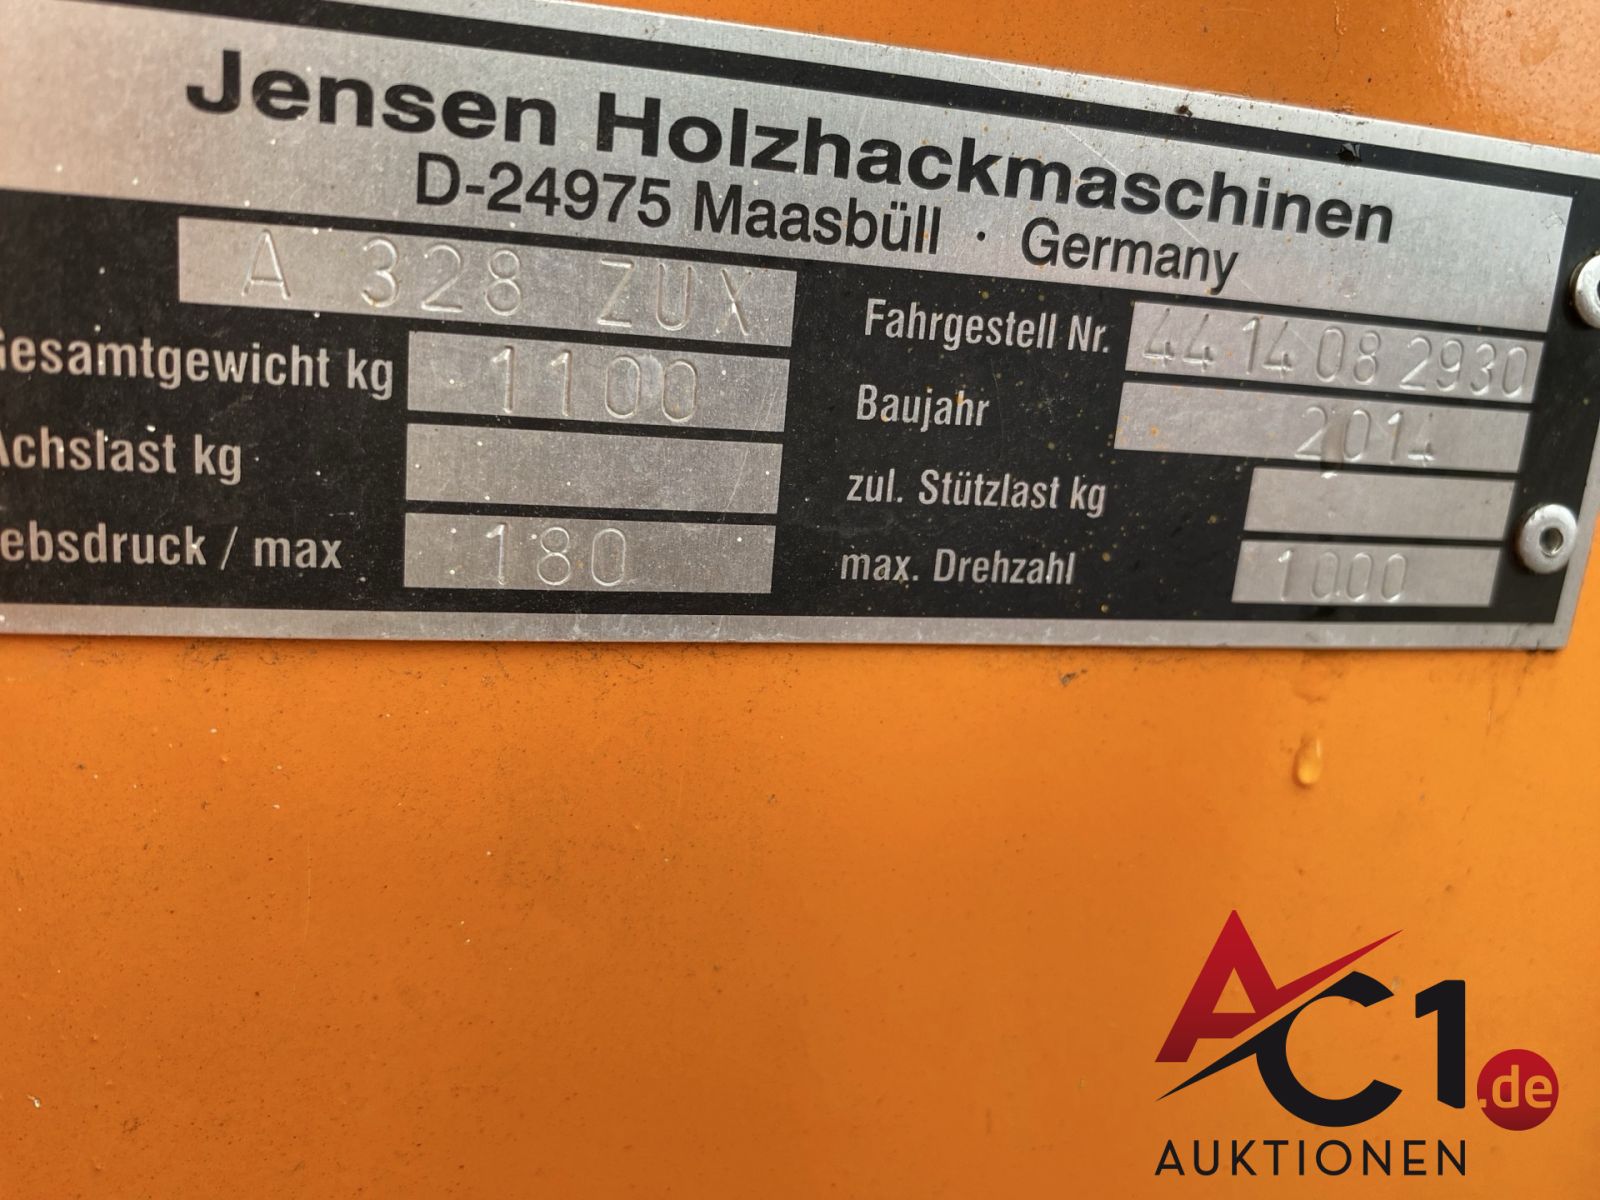 Jensen Holzhackmaschinen
D-24975 Maasbüll · Germany
A 328 ZUX
Fahrgestell Nr. 44 14 08 2930
Gesamtgewicht kg 1100
Baujahr 2014
Achslast kg
zul. Stützlast kg
ebsdruck / max 180
max. Drehzahl 1000
AC1.de
AUKTIONEN